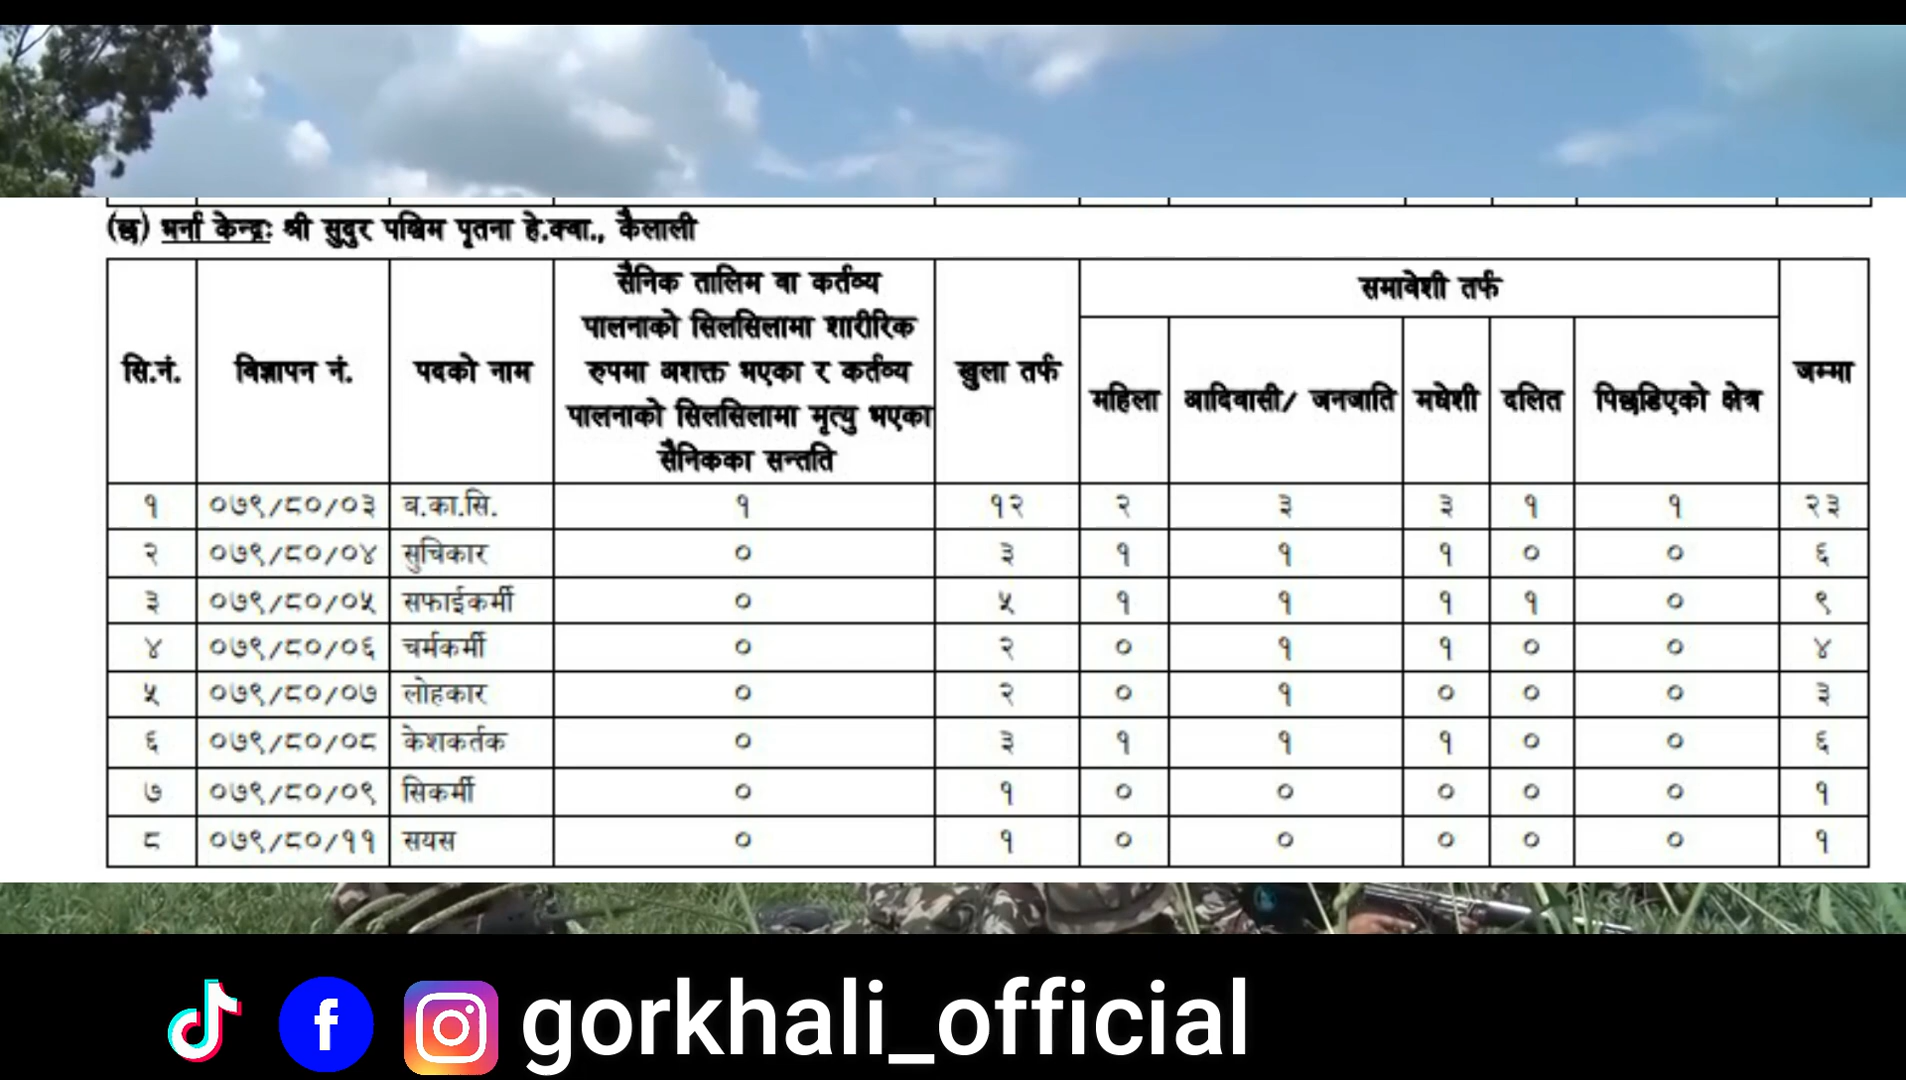 (छ) भर्ना केन्द्रः श्री सुदुर पश्चिम पृतना हे.क्वा., कैलाली
सि.नं. विज्ञापन नं. पदको नाम सैनिक तालिम वा कर्तव्य पालनाको सिलसिलामा शारीरिक रुपमा अशक्त भएका र कर्तव्य पालनाको सिलसिलामा मृत्यु भएका सैनिकका सन्तति खुला तर्फ समावेशी तर्फ जम्मा
महिला आदिवासी/ जनजाति मधेशी दलित पिछडिएको क्षेत्र
१ ०७९/८०/०३ ब.का.सि. १ १२ २ ३ ३ १ १ २३
२ ०७९/८०/०४ सुचिकार ० ३ १ १ १ ० ० ६
३ ०७९/८०/०५ सफाईकर्मी ० ५ १ १ १ १ ० ९
४ ०७९/८०/०६ चर्मकर्मी ० २ ० १ १ ० ० ४
५ ०७९/८०/०७ लोहकार ० २ ० १ ० ० ० ३
६ ०७९/८०/०८ केशकर्तक ० ३ १ १ १ ० ० ६
७ ०७९/८०/०९ सिकर्मी ० १ ० ० ० ० ० १
८ ०७९/८०/११ सयस ० १ ० ० ० ० ० १
gorkhali_official